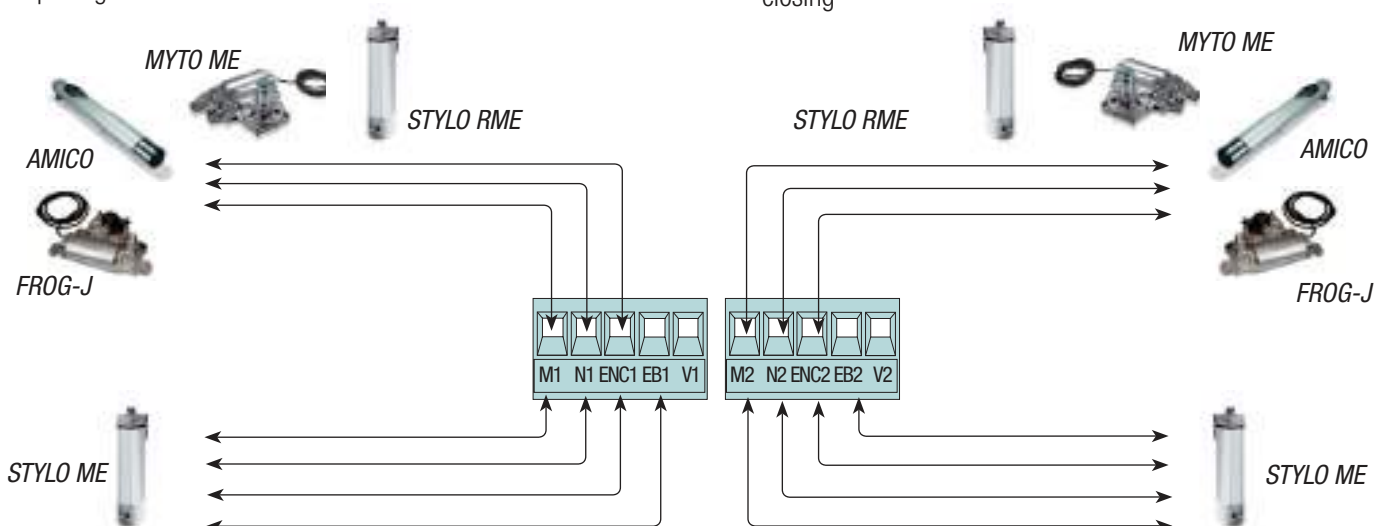 closing
MYTO ME
MYTO ME
STYLO RME
STYLO RME
AMICO
AMICO
FROG-J
FROG-J
M1 N1 ENC1 EB1 V1
M2 N2 ENC2 EB2 V2
STYLO ME
STYLO ME